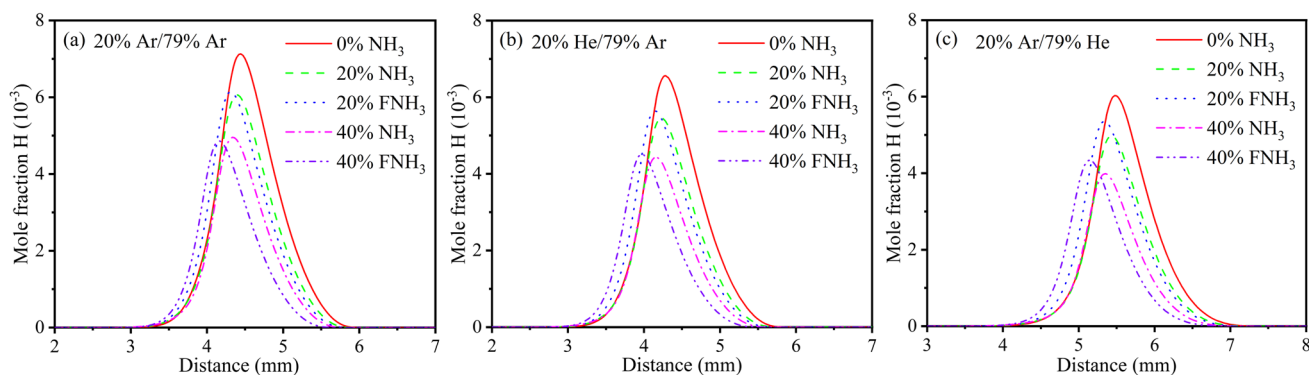 Mole fraction H (10⁻³)
8
6
4
2
0
(a) 20% Ar/79% Ar
0% NH₃
20% NH₃
20% FNH₃
40% NH₃
40% FNH₃
2 3 4 5 6 7
Distance (mm)
Mole fraction H (10⁻³)
8
6
4
2
0
(b) 20% He/79% Ar
0% NH₃
20% NH₃
20% FNH₃
40% NH₃
40% FNH₃
2 3 4 5 6 7
Distance (mm)
Mole fraction H (10⁻³)
8
6
4
2
0
(c) 20% Ar/79% He
0% NH₃
20% NH₃
20% FNH₃
40% NH₃
40% FNH₃
3 4 5 6 7 8
Distance (mm)